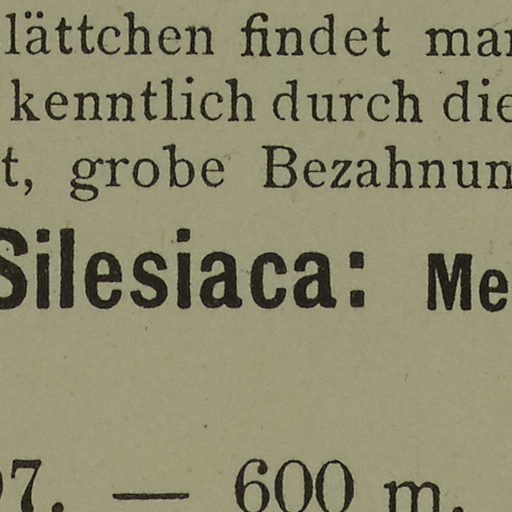 lättchen findet man
kenntlich durch die
t, grobe Bezahnun
Silesiaca: Me
97. — 600 m.